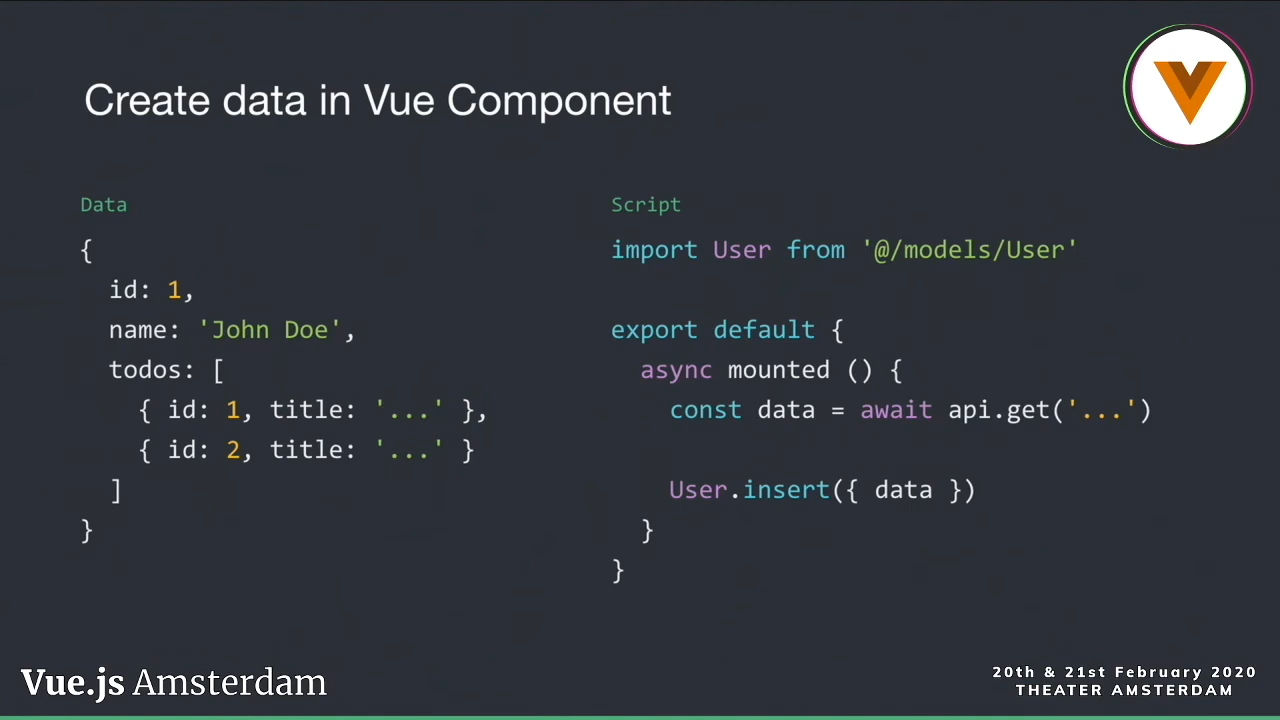 Create data in Vue Component
Data
{
  id: 1,
  name: 'John Doe',
  todos: [
    { id: 1, title: '...' },
    { id: 2, title: '...' }
  ]
}
Script
import User from '@/models/User'

export default {
  async mounted () {
    const data = await api.get('...')

    User.insert({ data })
  }
}
Vue.js Amsterdam
20th & 21st February 2020
THEATER AMSTERDAM